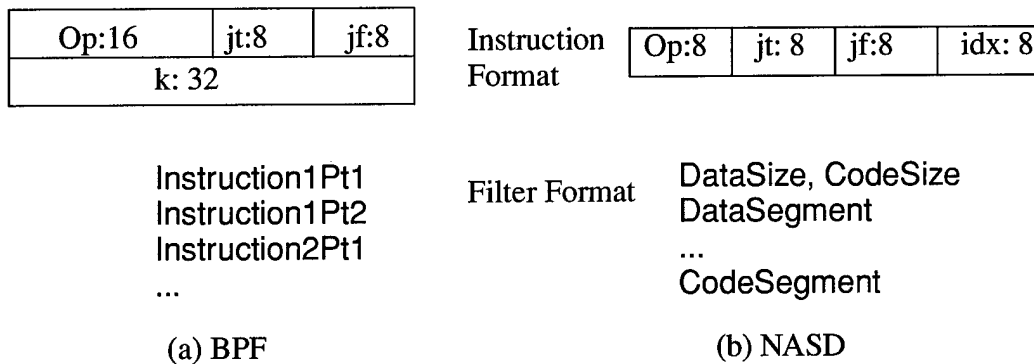 Op:16 jt:8 jf:8
k: 32
Instruction1Pt1
Instruction1Pt2
Instruction2Pt1
...
(a) BPF
Instruction Format
Op:8 jt: 8 jf:8 idx: 8
Filter Format
DataSize, CodeSize
DataSegment
...
CodeSegment
(b) NASD